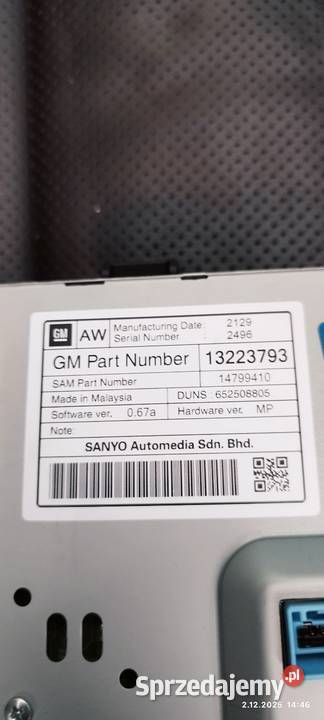 GM AW Manufacturing Date: 2129
Serial Number : 2496
GM Part Number 13223793
SAM Part Number 14799410
Made in Malaysia DUNS 652508805
Software ver. 0.67a Hardware ver. MP
Note:
SANYO Automedia Sdn. Bhd.
Sprzedajemy.pl
2.12.2025 14:46